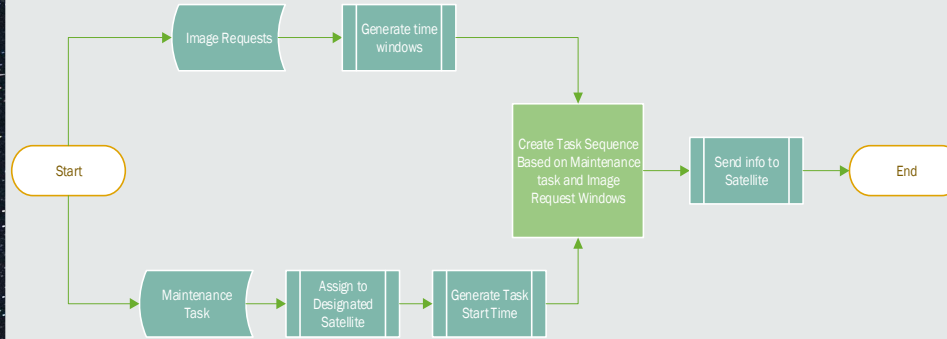 Image Requests
Generate time
windows
Start
Create Task Sequence
Based on Maintenance
task and Image
Request Windows
Send info to
Satellite
End
Maintenance
Task
Assign to
Designated
Satellite
Generate Task
Start Time